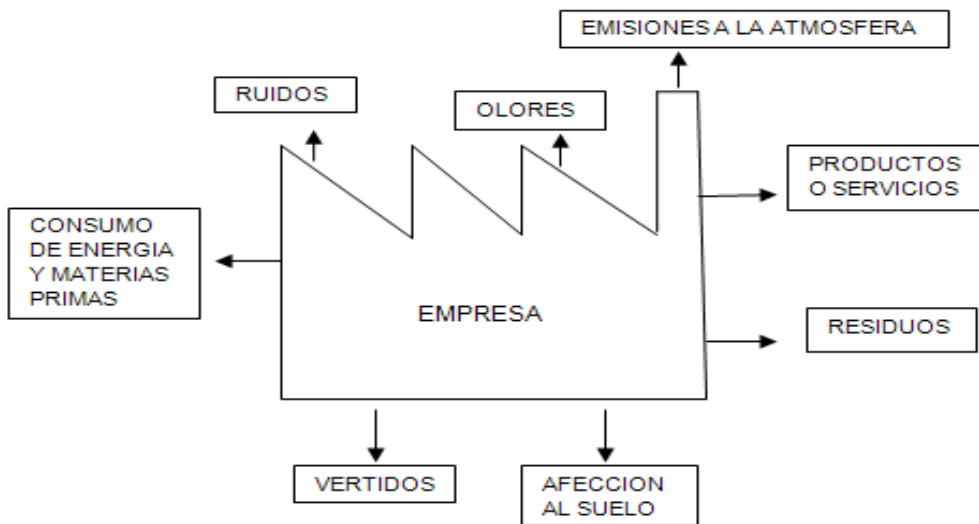 EMISIONES A LA ATMOSFERA
RUIDOS
OLORES
PRODUCTOS
O SERVICIOS
CONSUMO
DE ENERGIA
Y MATERIAS
PRIMAS
EMPRESA
RESIDUOS
VERTIDOS
AFECCION
AL SUELO